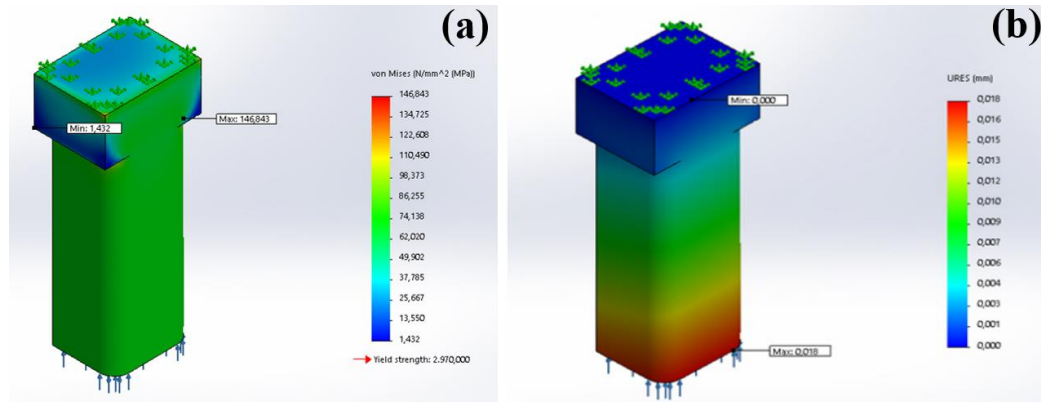 (a)
von Mises (N/mm^2 (MPa))
146,843
134,725
122,608
110,490
98,373
86,255
74,138
62,020
49,902
37,785
25,667
13,550
1,432
Yield strength: 2.970,000
Min: 1,432
Max: 146,843
(b)
URES (mm)
0,018
0,016
0,015
0,013
0,012
0,010
0,009
0,007
0,006
0,004
0,003
0,001
0,000
Min: 0,000
Max: 0,018